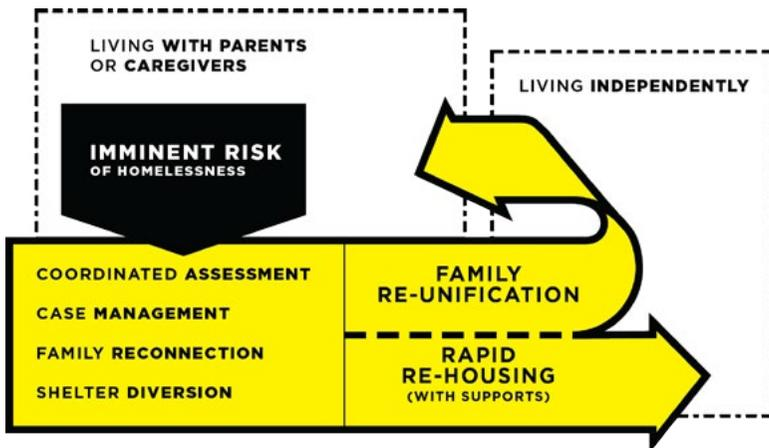 LIVING WITH PARENTS
OR CAREGIVERS
LIVING INDEPENDENTLY
IMMINENT RISK
OF HOMELESSNESS
COORDINATED ASSESSMENT
CASE MANAGEMENT
FAMILY RECONNECTION
SHELTER DIVERSION
FAMILY
RE-UNIFICATION
RAPID
RE-HOUSING
(WITH SUPPORTS)